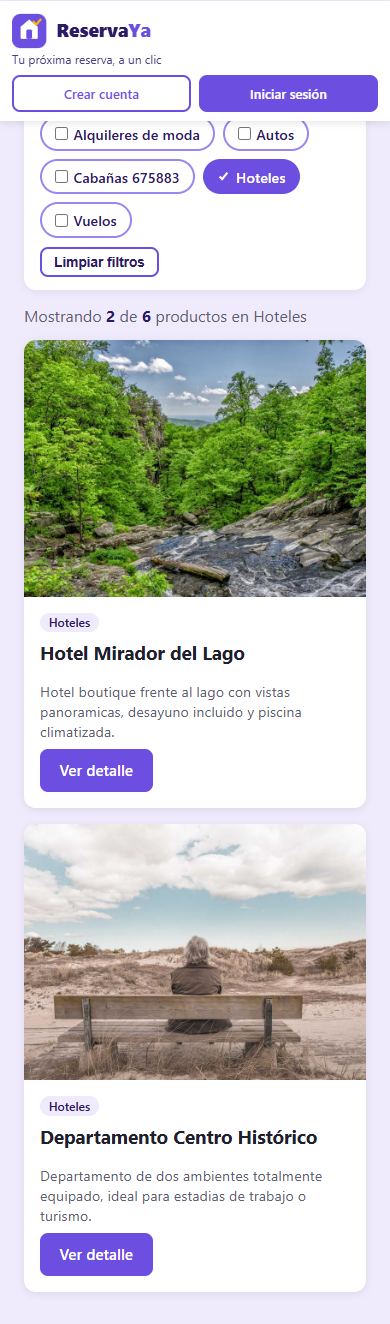 ReservaYa
Tu próxima reserva, a un clic
Crear cuenta
Iniciar sesión
Alquileres de moda
Autos
Cabañas 675883
Hoteles
Vuelos
Limpiar filtros
Mostrando 2 de 6 productos en Hoteles
Hoteles
Hotel Mirador del Lago
Hotel boutique frente al lago con vistas
panoramicas, desayuno incluido y piscina
climatizada.
Ver detalle
Hoteles
Departamento Centro Histórico
Departamento de dos ambientes totalmente
equipado, ideal para estadias de trabajo o
turismo.
Ver detalle